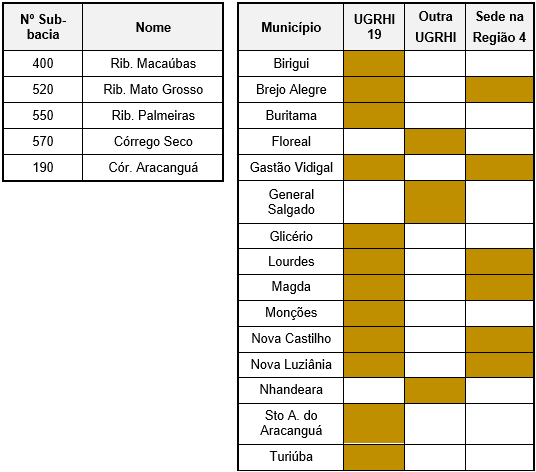 Nº Sub-
bacia
Nome
400
Rib. Macaúbas
520
Rib. Mato Grosso
550
Rib. Palmeiras
570
Córrego Seco
190
Cór. Aracanguá
Município
UGRHI
19
Outra
UGRHI
Sede na
Região 4
Birigui
Brejo Alegre
Buritama
Floreal
Gastão Vidigal
General
Salgado
Glicério
Lourdes
Magda
Monções
Nova Castilho
Nova Luziânia
Nhandeara
Sto A. do
Aracanguá
Turiúba